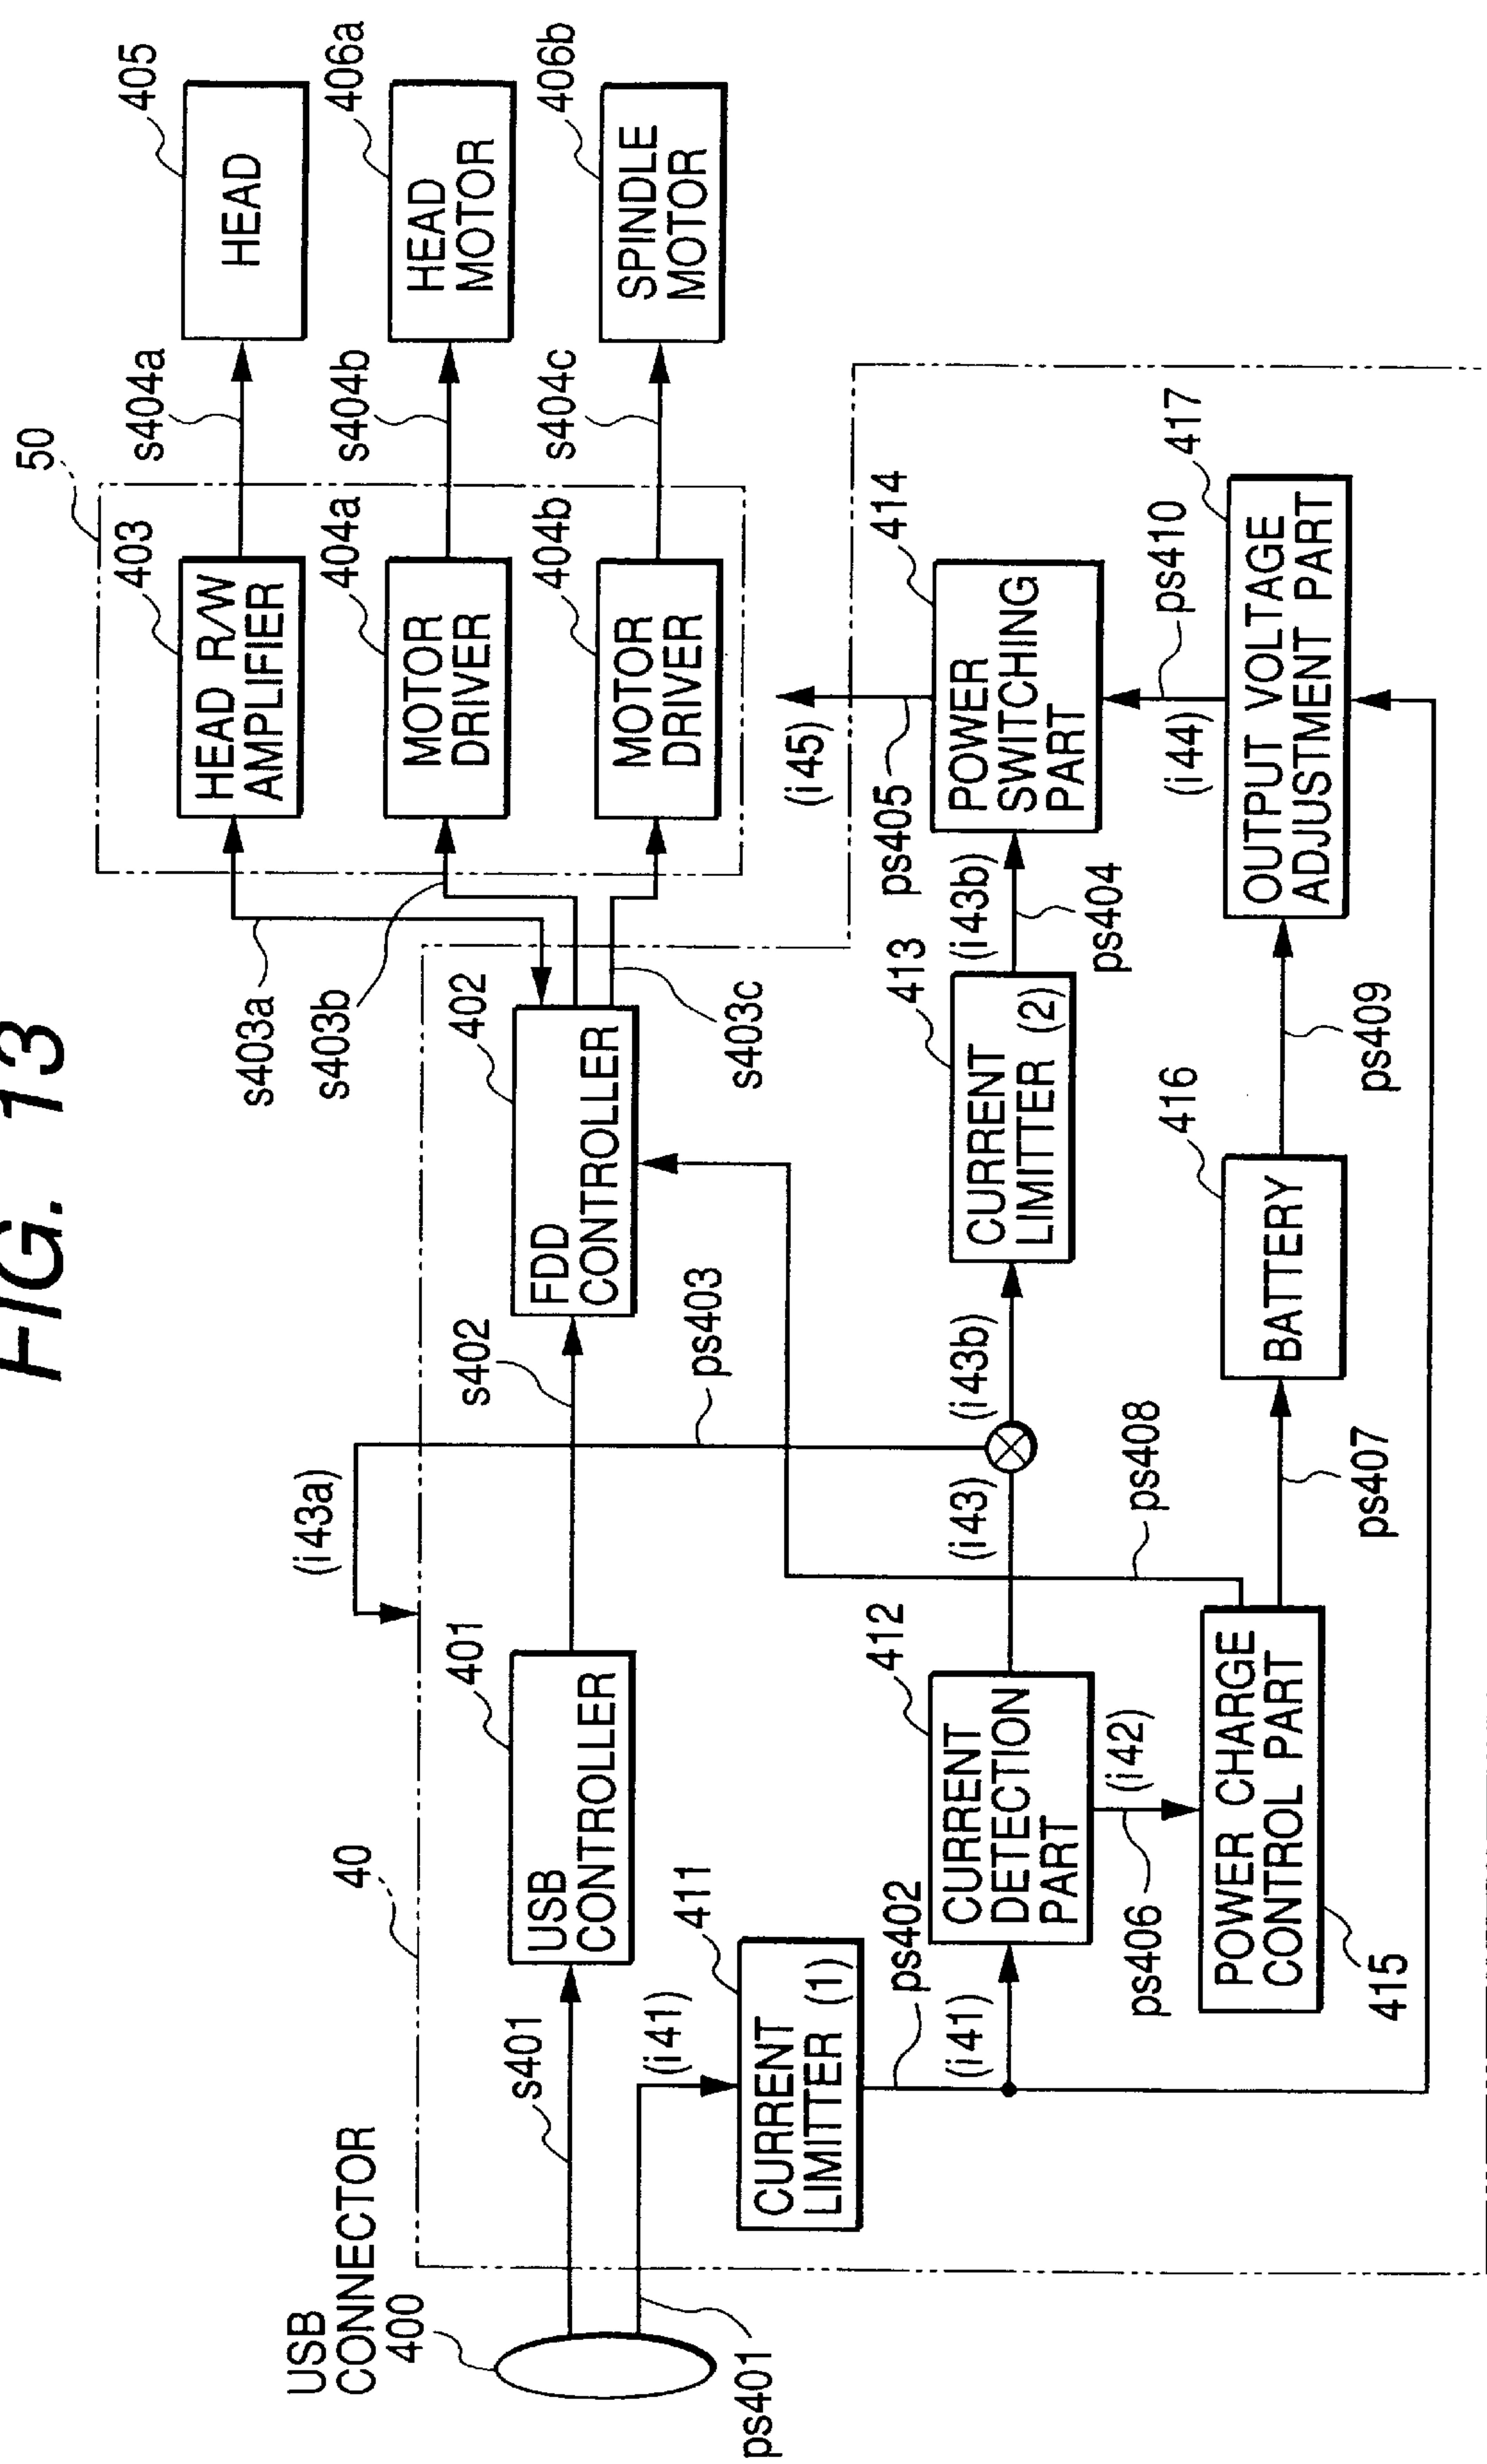 FIG. 13
USB
CONNECTOR
400
40
50
s401
USB
CONTROLLER
401
s402
FDD
CONTROLLER
402
s403a
s403b
s403c
HEAD R/W
AMPLIFIER
403
MOTOR
DRIVER
404a
MOTOR
DRIVER
404b
s404a
s404b
s404c
HEAD
405
HEAD
MOTOR
406a
SPINDLE
MOTOR
406b
ps401
(i41)
CURRENT
LIMITTER (1)
411
ps402
(i41)
CURRENT
DETECTION
PART
412
(i43)
(i43a)
ps403
(i43b)
CURRENT
LIMITTER (2)
413
(i43b)
ps404
POWER
SWITCHING
PART
414
ps405
(i45)
ps406
(i42)
POWER CHARGE
CONTROL PART
415
ps408
ps407
BATTERY
416
ps409
OUTPUT VOLTAGE
ADJUSTMENT PART
417
(i44)
ps410